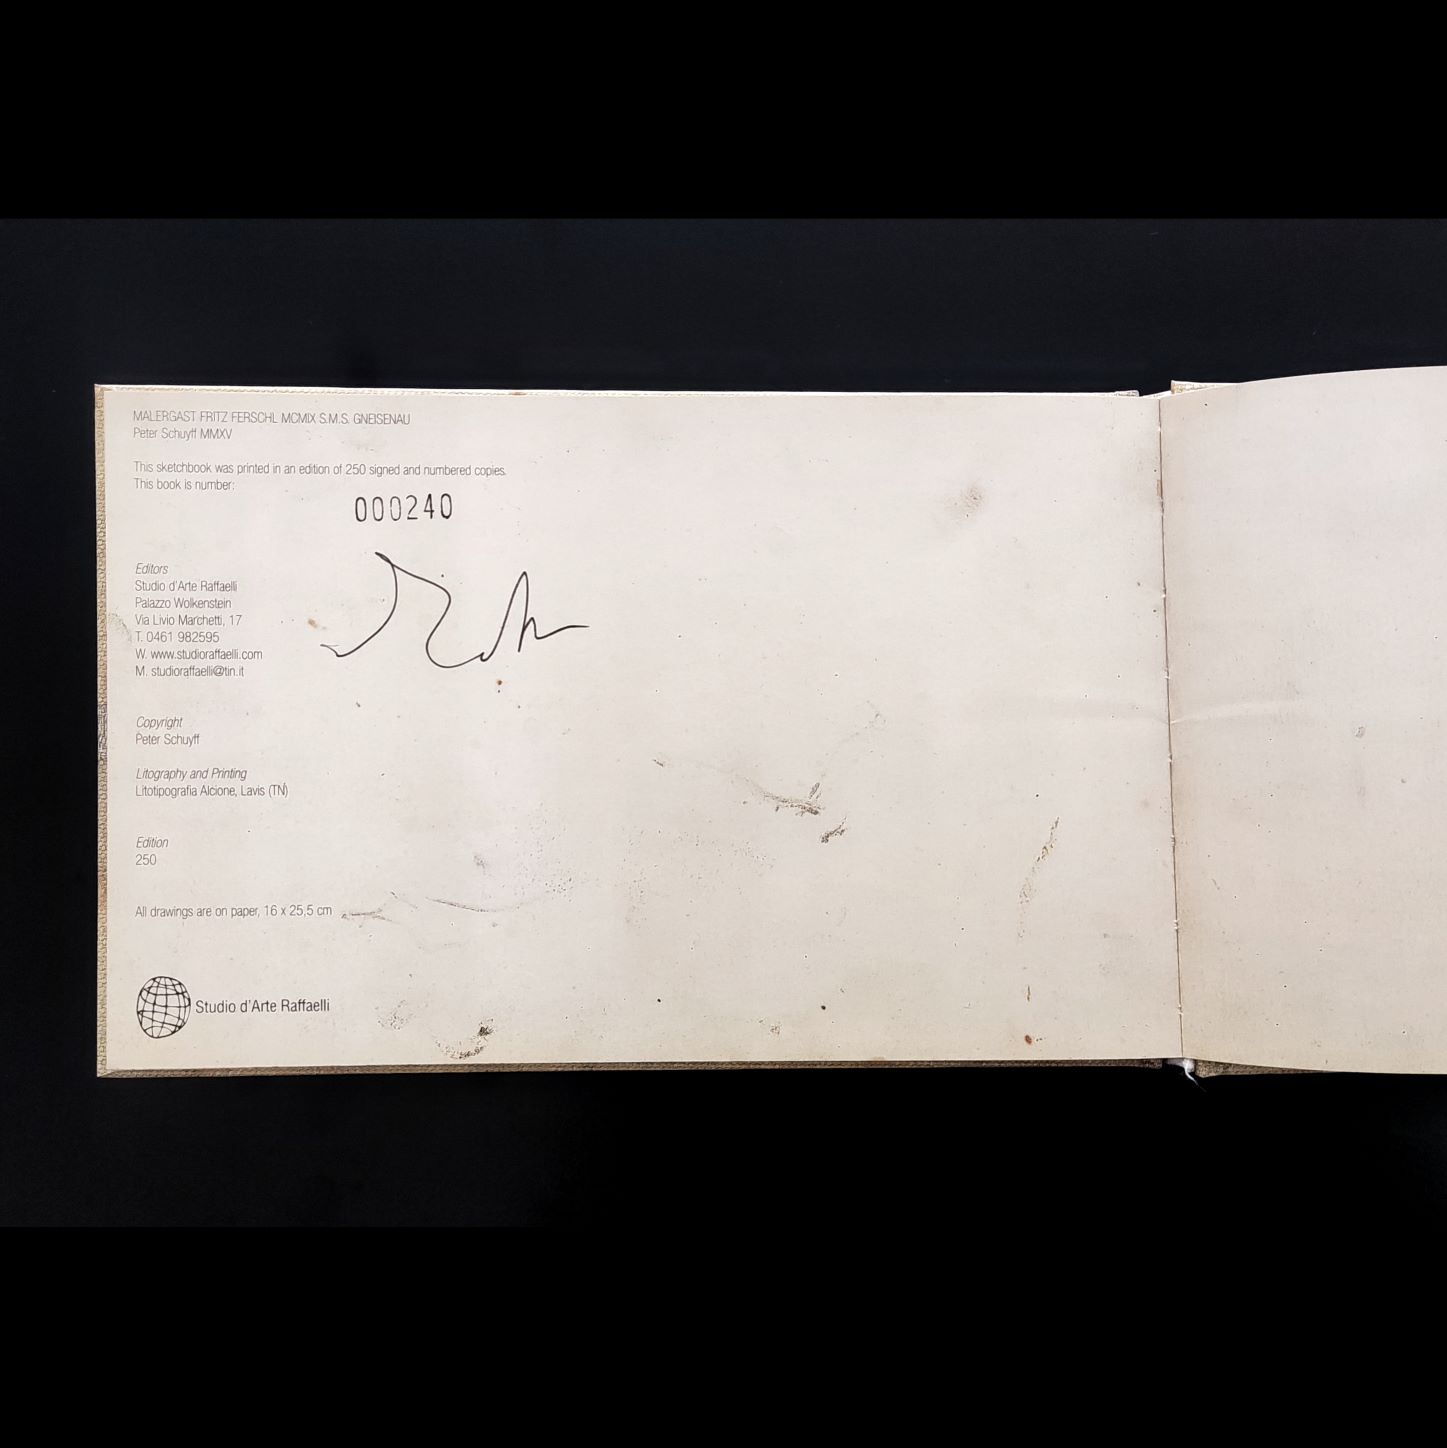 MALERGAST FRITZ FERSCHL MCMIX S.M.S. GNEISENAU
Peter Schuyff MMXV
This sketchbook was printed in an edition of 250 signed and numbered copies.
This book is number:
000240
Editors
Studio d'Arte Raffaelli
Palazzo Wolkenstein
Via Livio Marchetti, 17
T. 0461 982595
W. www.studioraffaelli.com
M. studioraffaelli@tin.it
Copyright
Peter Schuyff
Litography and Printing
Litotipografia Alcione, Lavis (TN)
Edition
250
All drawings are on paper, 16 x 25,5 cm
Studio d'Arte Raffaelli